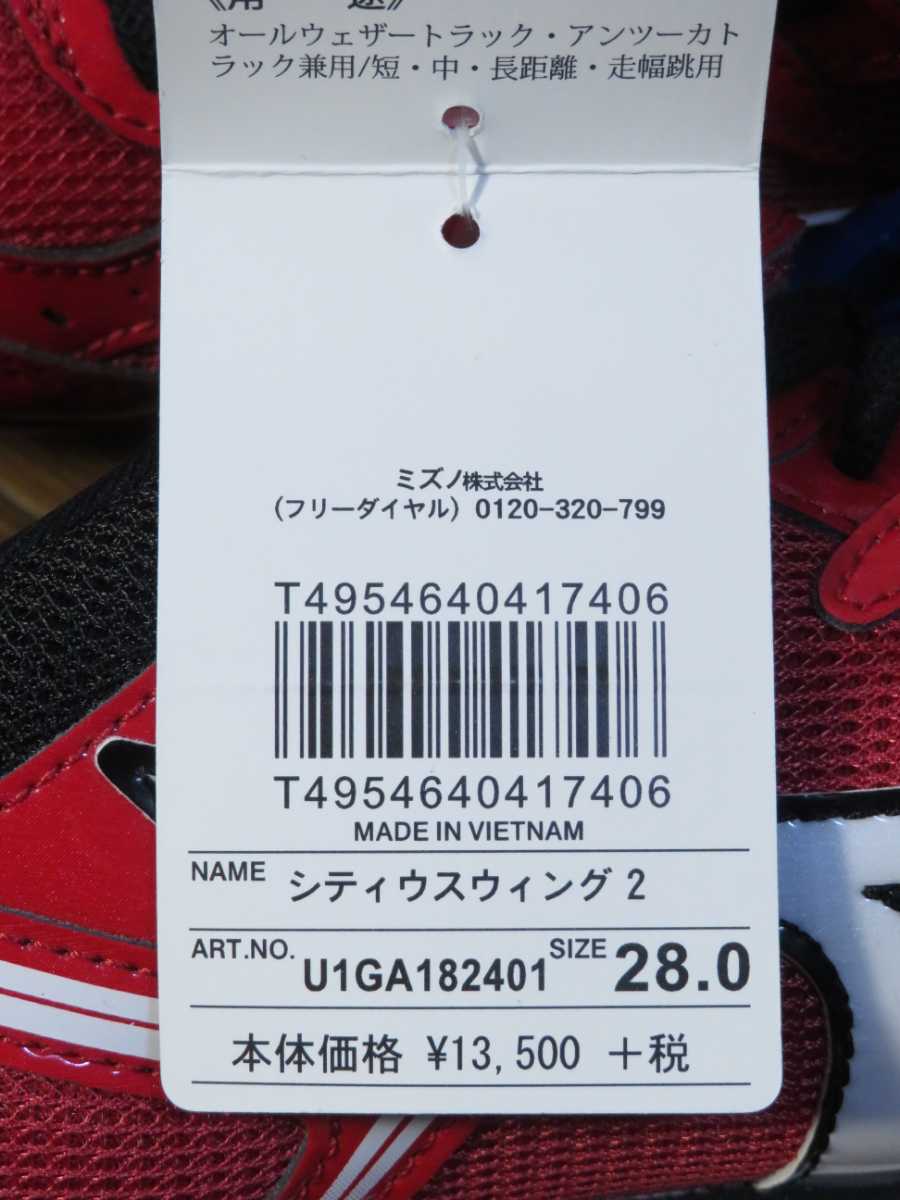 《用　途》
オールウェザートラック・アンツーカト
ラック兼用/短・中・長距離・走幅跳用
ミズノ株式会社
(フリーダイヤル) 0120-320-799
T4954640417406
T4954640417406
MADE IN VIETNAM
NAME シティウスウィング 2
ART.NO. U1GA182401 SIZE 28.0
本体価格 ¥13,500 +税